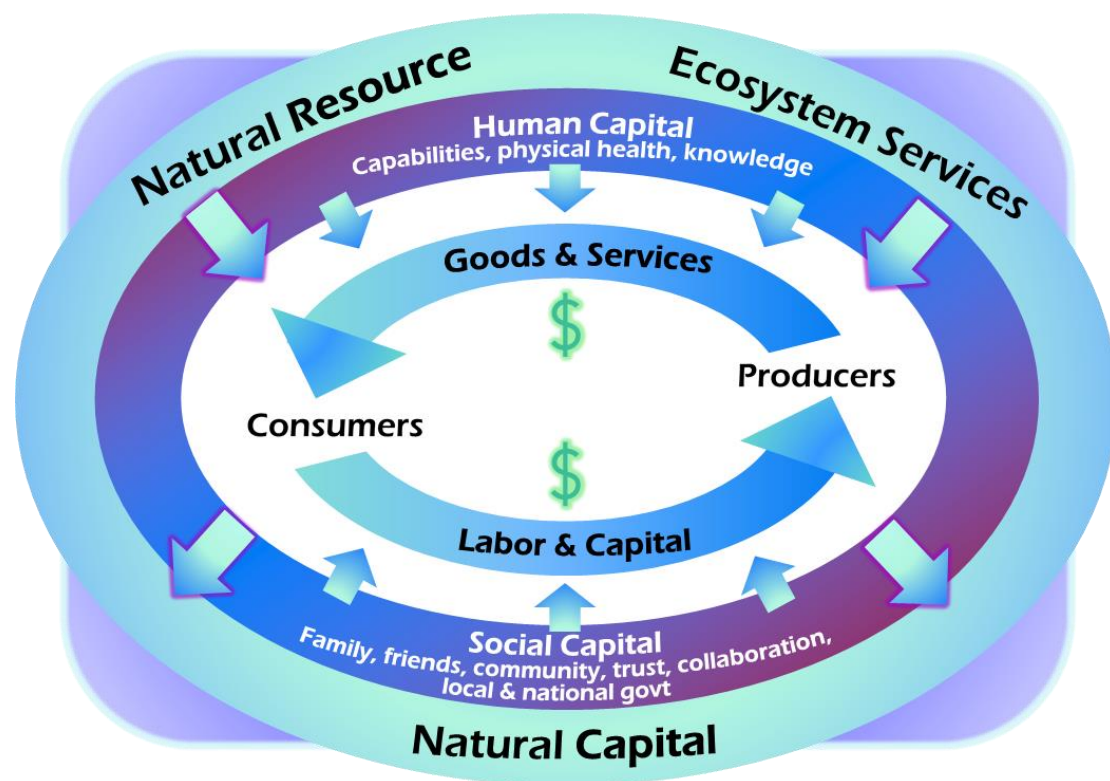 Natural Resource
Ecosystem Services
Human Capital
Capabilities, physical health, knowledge
Goods & Services
$
Producers
Consumers
$
Labor & Capital
Social Capital
Family, friends, community, trust, collaboration,
local & national govt
Natural Capital